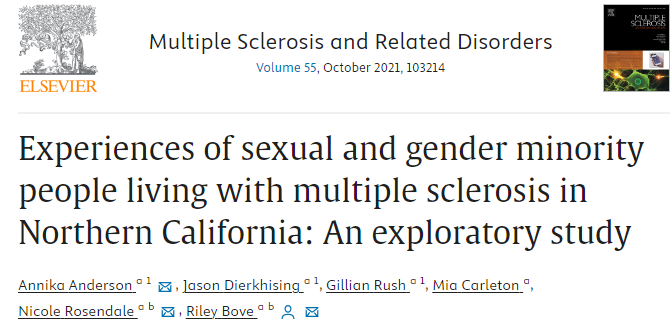 ELSEVIER
Multiple Sclerosis and Related Disorders
Volume 55, October 2021, 103214
MULTIPLE
SCLEROSIS
Experiences of sexual and gender minority
people living with multiple sclerosis in
Northern California: An exploratory study
Annika Anderson a 1, Jason Dierkhising a 1, Gillian Rush a 1, Mia Carleton a,
Nicole Rosendale a b, Riley Bove a b